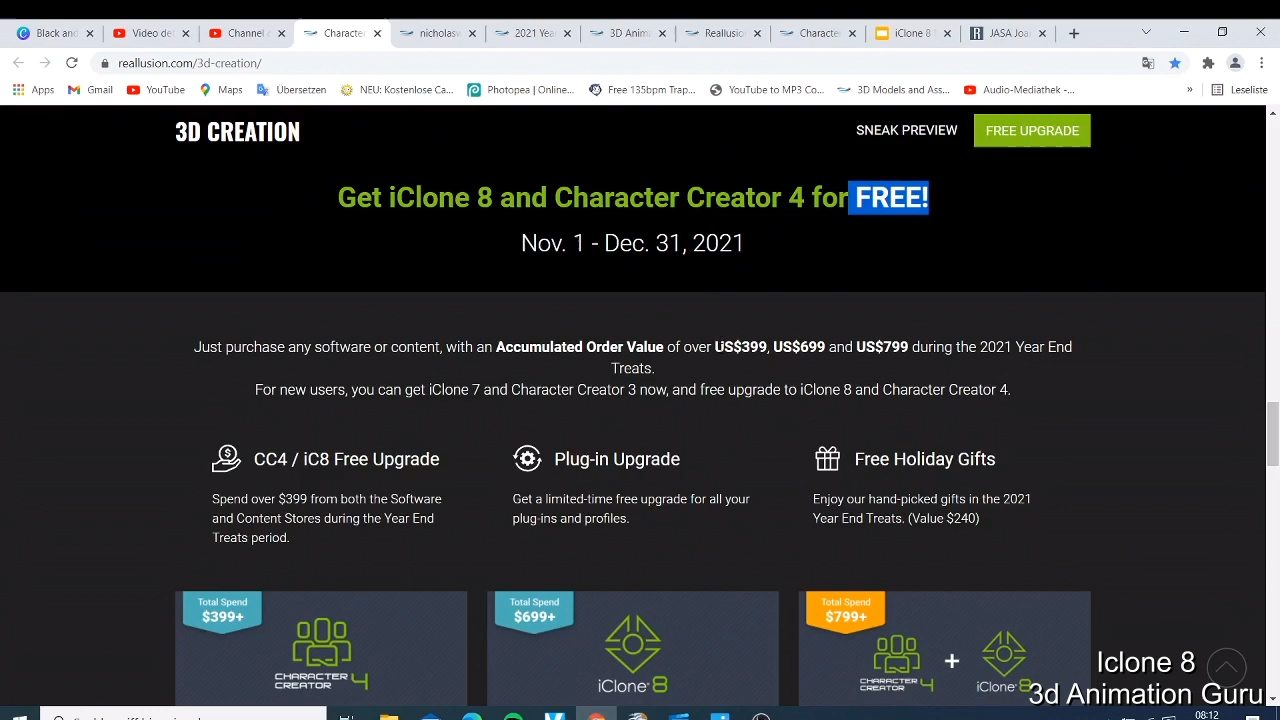 Black and
Video de
Channel
Character
nicholas
2021 Yea
3D Anima
Reallusion
Character
iClone 8
JASA Joa
reallusion.com/3d-creation/
Apps
Gmail
YouTube
Maps
Übersetzen
NEU: Kostenlose Ca...
Photopea | Online...
Free 135bpm Trap...
YouTube to MP3 Co...
3D Models and Ass...
Audio-Mediathek -...
»
Leseliste
3D CREATION
SNEAK PREVIEW
FREE UPGRADE
Get iClone 8 and Character Creator 4 for FREE!
Nov. 1 - Dec. 31, 2021
Just purchase any software or content, with an Accumulated Order Value of over US$399, US$699 and US$799 during the 2021 Year End
Treats.
For new users, you can get iClone 7 and Character Creator 3 now, and free upgrade to iClone 8 and Character Creator 4.
CC4 / iC8 Free Upgrade
Spend over $399 from both the Software
and Content Stores during the Year End
Treats period.
Plug-in Upgrade
Get a limited-time free upgrade for all your
plug-ins and profiles.
Free Holiday Gifts
Enjoy our hand-picked gifts in the 2021
Year End Treats. (Value $240)
Total Spend
$399+
CHARACTER
CREATOR 4
Total Spend
$699+
iClone 8
Total Spend
$799+
CHARACTER
CREATOR 4
+
iClone 8
Iclone 8
3d Animation Guru
08:12